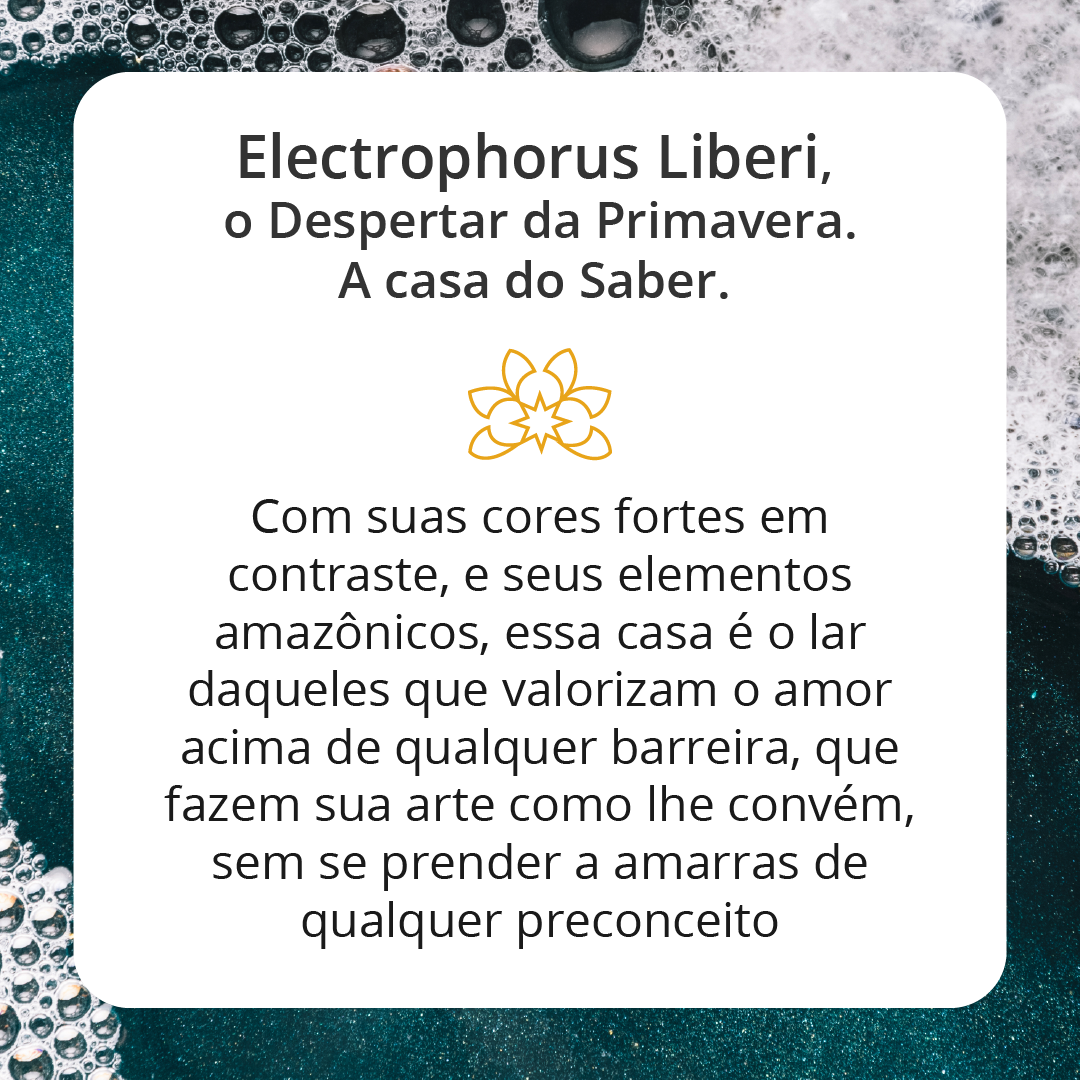 Electrophorus Liberi,
o Despertar da Primavera.
A casa do Saber.
Com suas cores fortes em
contraste, e seus elementos
amazônicos, essa casa é o lar
daqueles que valorizam o amor
acima de qualquer barreira, que
fazem sua arte como lhe convém,
sem se prender a amarras de
qualquer preconceito